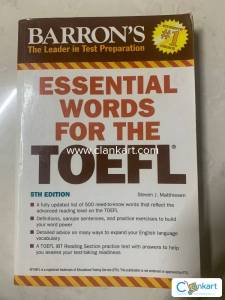 BARRON'S
The Leader in Test Preparation
#1
ESSENTIAL
WORDS
FOR THE
TOEFL®
5TH EDITION
Steven J. Matthiesen
• A fully updated list of 500 need-to-know words that reflect the
advanced reading level on the TOEFL
• Definitions, sample sentences, and practice exercises to build
your word power
• Detailed advice on many ways to expand your English language
vocabulary
• A TOEFL iBT Reading Section practice test with answers to help
you assess your test-taking readiness
www.clankart.com
Clankart